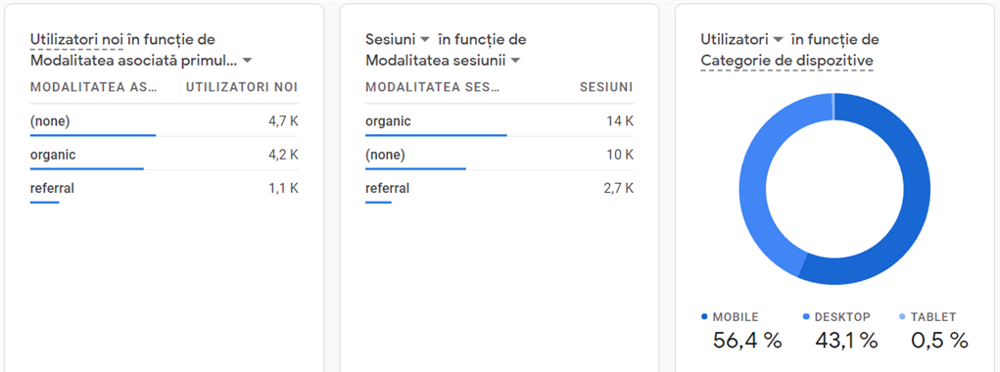 Utilizatori noi în funcție de
Modalitatea asociată primul...
MODALITATEA AS... UTILIZATORI NOI
(none) 4,7 K
organic 4,2 K
referral 1,1 K
Sesiuni în funcție de
Modalitatea sesiunii
MODALITATEA SES... SESIUNI
organic 14 K
(none) 10 K
referral 2,7 K
Utilizatori în funcție de
Categorie de dispozitive
MOBILE DESKTOP TABLET
56,4 % 43,1 % 0,5 %